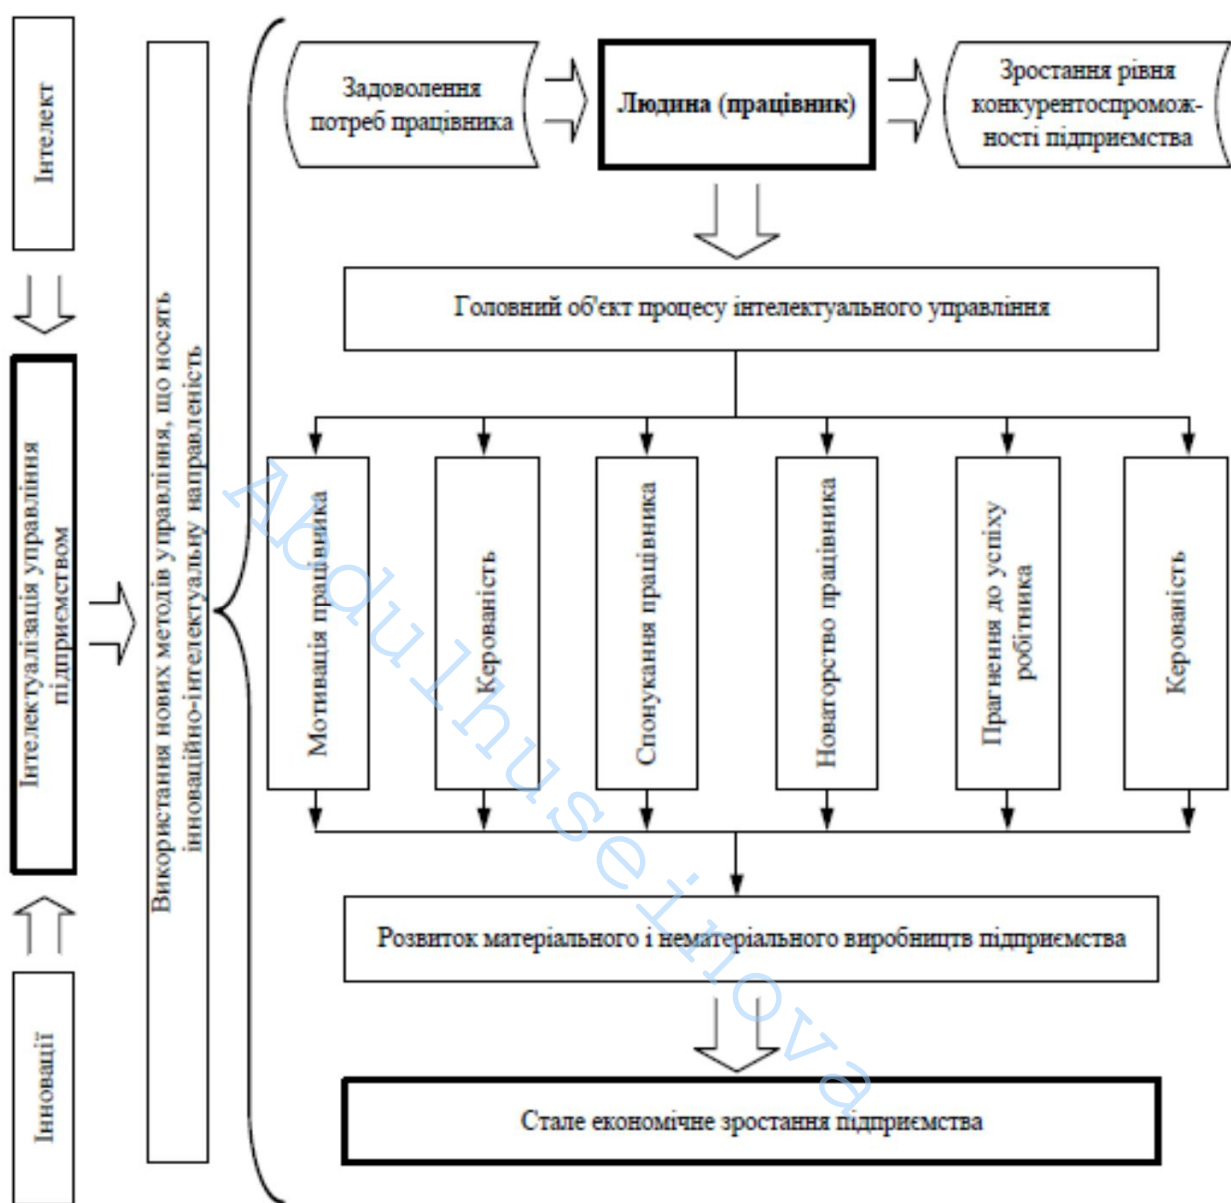 Інтелект
Інтелектуалізація управління
підприємством
Інновації
Використання нових методів управління, що носять
інноваційно-інтелектуальну направленість
Задоволення
потреб працівника
Людина (працівник)
Зростання рівня
конкурентоспромож-
ності підприємства
Головний об'єкт процесу інтелектуального управління
Мотивація працівника
Керованість
Спонукання працівника
Новаторство працівника
Прагнення до успіху
робітника
Керованість
Розвиток матеріального і нематеріального виробництв підприємства
Стале економічне зростання підприємства
Abdulhuseinova